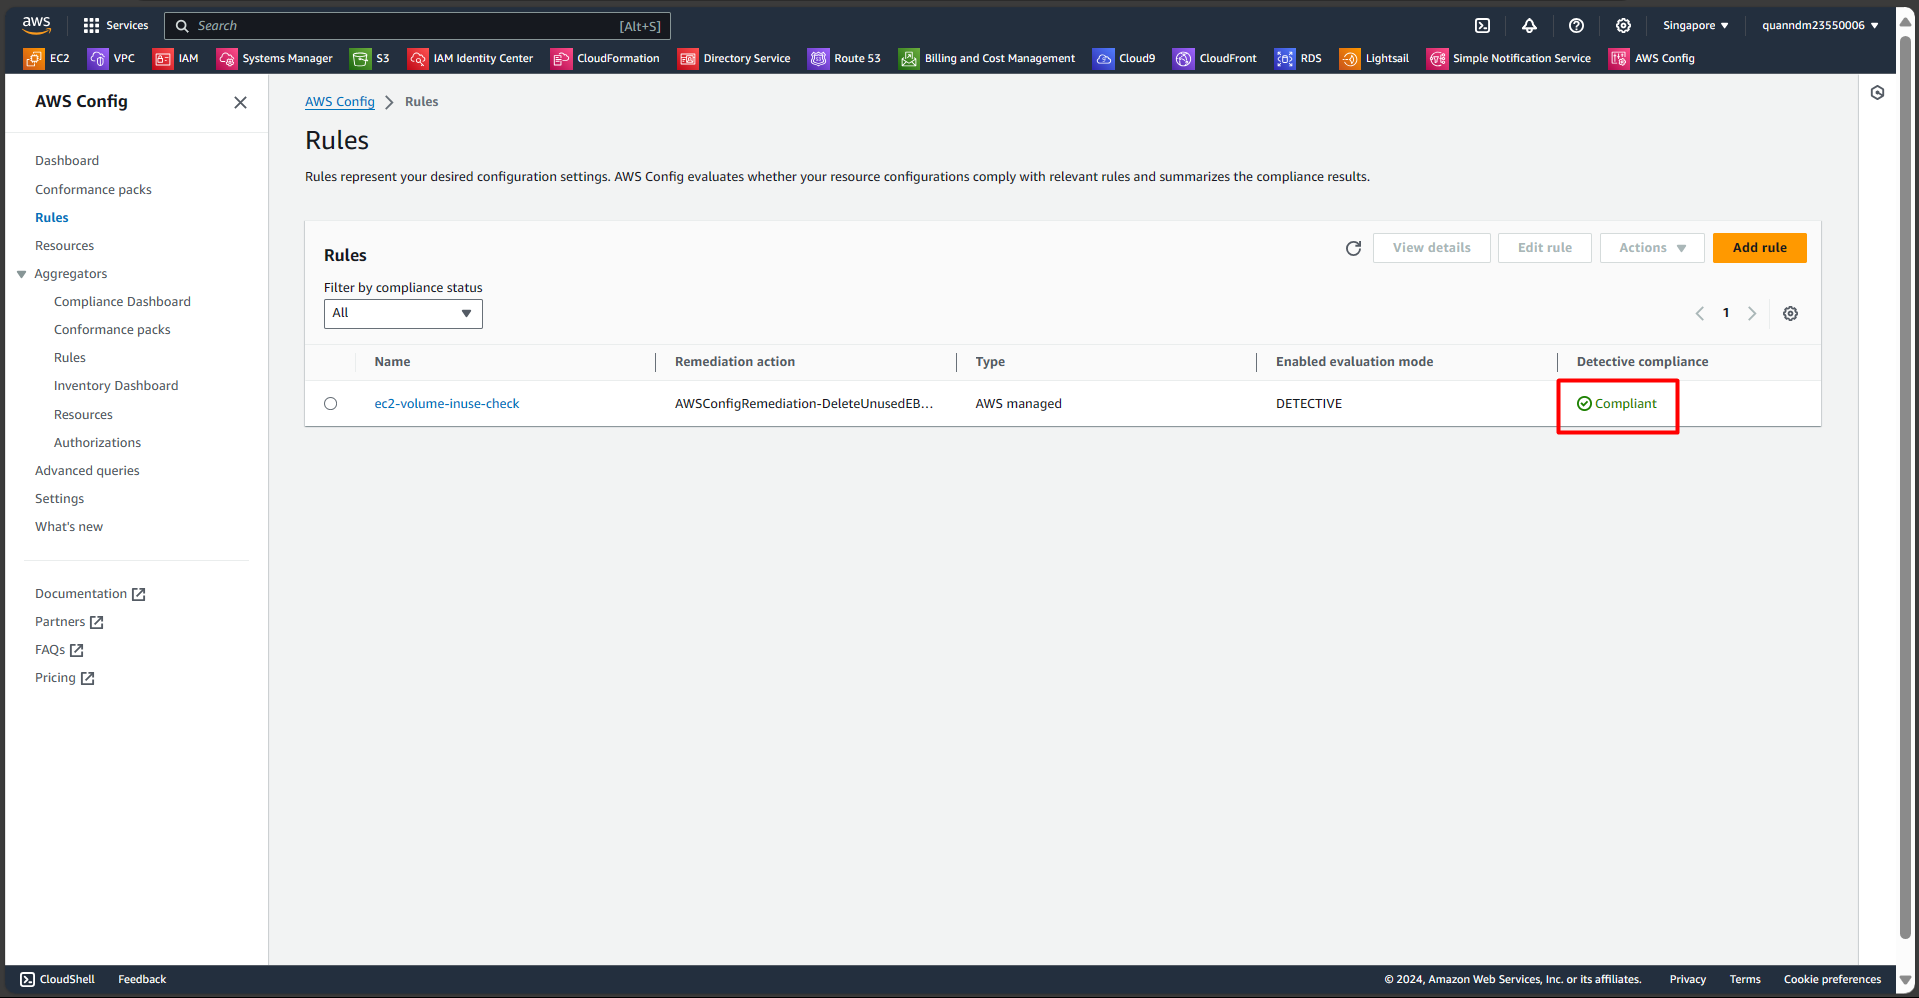 aws
Services
Search
[Alt+S]
Singapore
quanndm23550006
EC2
VPC
IAM
Systems Manager
S3
IAM Identity Center
CloudFormation
Directory Service
Route 53
Billing and Cost Management
Cloud9
CloudFront
RDS
Lightsail
Simple Notification Service
AWS Config
AWS Config
Dashboard
Conformance packs
Rules
Resources
Aggregators
Compliance Dashboard
Conformance packs
Rules
Inventory Dashboard
Resources
Authorizations
Advanced queries
Settings
What's new
Documentation
Partners
FAQs
Pricing
AWS Config
Rules
Rules
Rules represent your desired configuration settings. AWS Config evaluates whether your resource configurations comply with relevant rules and summarizes the compliance results.
Rules
View details
Edit rule
Actions
Add rule
Filter by compliance status
All
1
Name
Remediation action
Type
Enabled evaluation mode
Detective compliance
ec2-volume-inuse-check
AWSConfigRemediation-DeleteUnusedEB...
AWS managed
DETECTIVE
Compliant
CloudShell
Feedback
© 2024, Amazon Web Services, Inc. or its affiliates.
Privacy
Terms
Cookie preferences